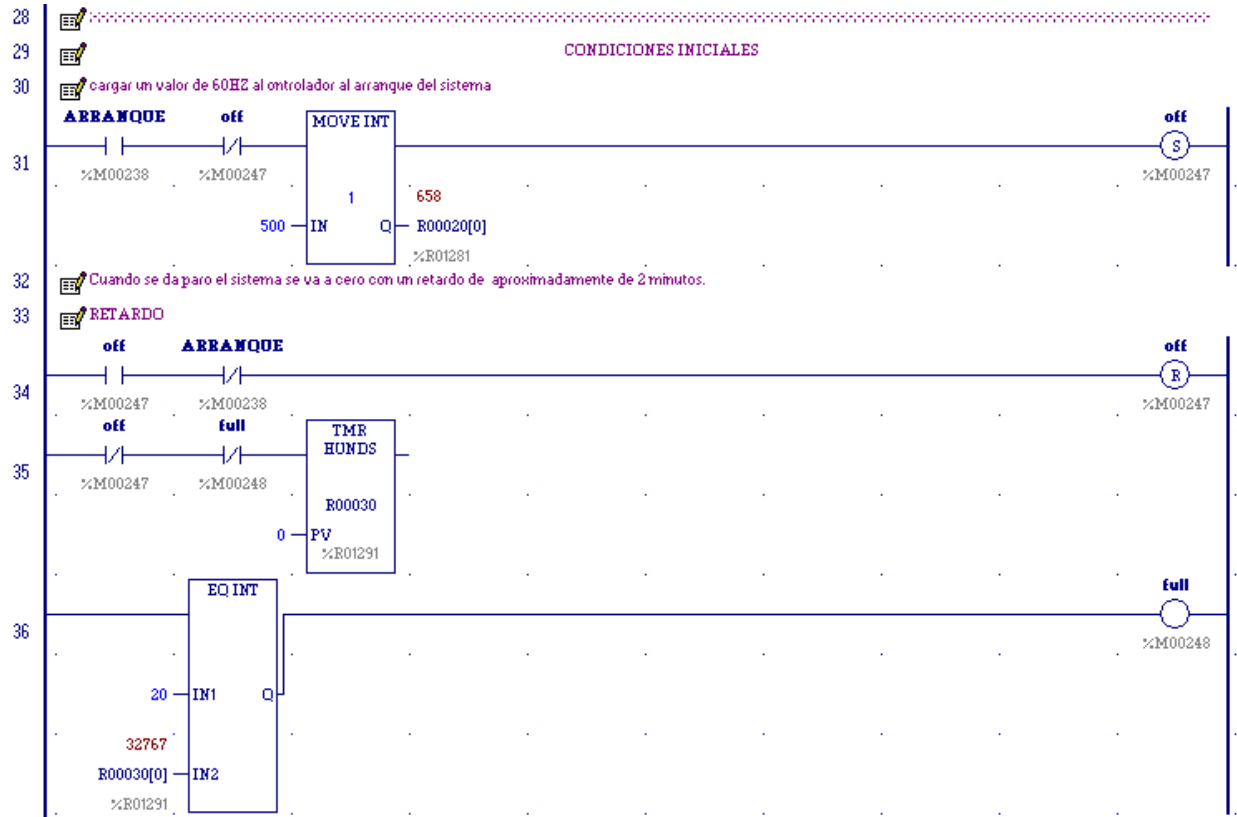 28
29 CONDICIONES INICIALES
30 cargar un valor de 60HZ al ontrolador al arranque del sistema
ARRANQUE off MOVE INT off
31 S
%M00238 %M00247 %M00247
1 658
500 IN Q R00020[0]
%R01281
32 Cuando se da paro el sistema se va a cero con un retardo de aproximadamente de 2 minutos.
33 RETARDO
off ARRANQUE off
34 R
%M00247 %M00238 %M00247
off full TMR
HUNDS
35
%M00247 %M00248
R00030
0 PV
%R01291
EQ INT full
36
%M00248
20 IN1 Q
32767
R00030[0] IN2
%R01291